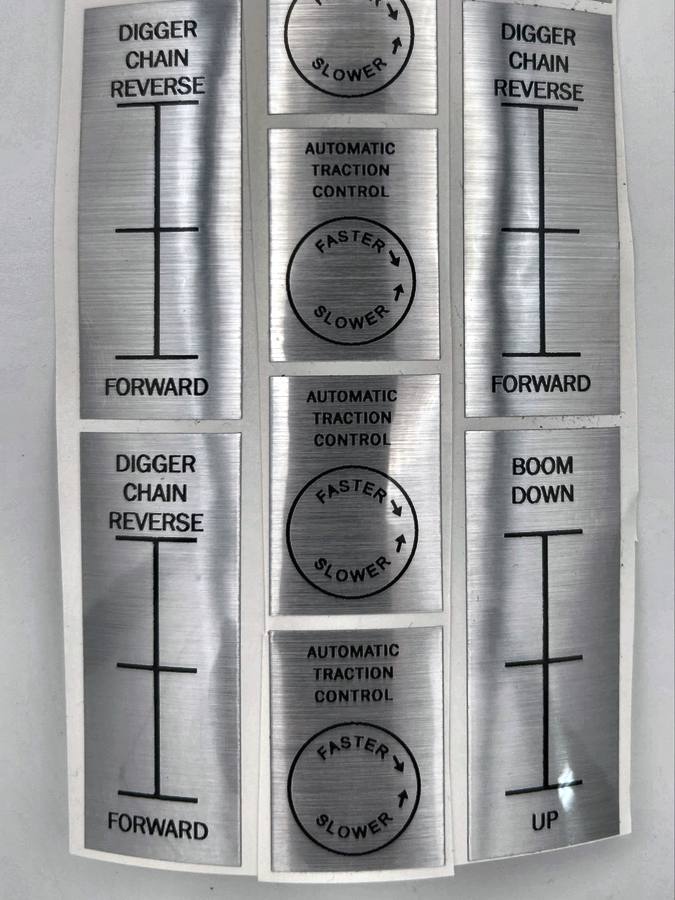 DIGGER
CHAIN
REVERSE
FORWARD
DIGGER
CHAIN
REVERSE
FORWARD
SLOWER
AUTOMATIC
TRACTION
CONTROL
FASTER
SLOWER
AUTOMATIC
TRACTION
CONTROL
FASTER
SLOWER
AUTOMATIC
TRACTION
CONTROL
FASTER
SLOWER
DIGGER
CHAIN
REVERSE
FORWARD
BOOM
DOWN
UP